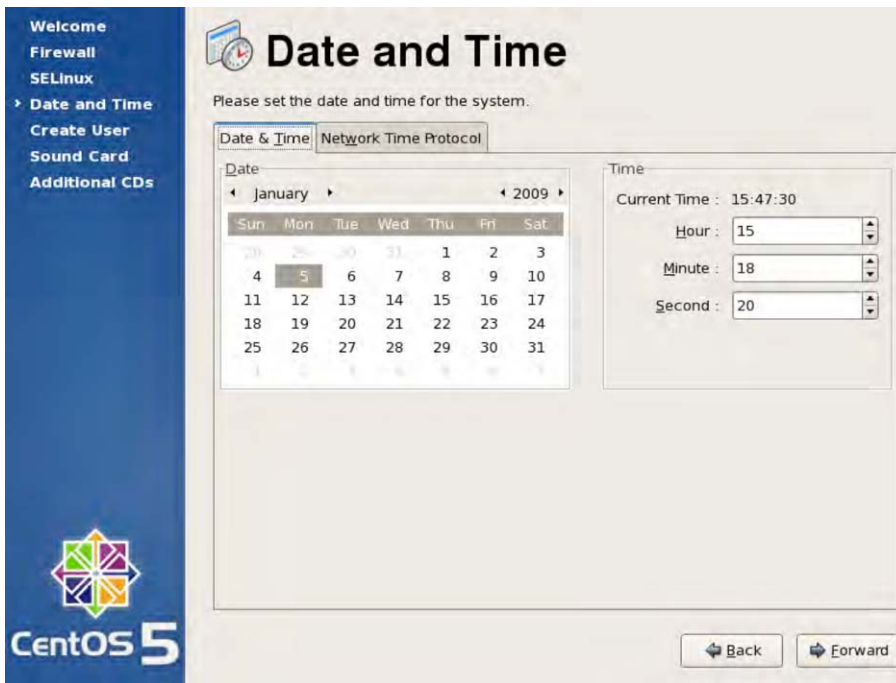 Welcome
Firewall
SELinux
Date and Time
Create User
Sound Card
Additional CDs
CentOS 5
Date and Time
Please set the date and time for the system.
Date & Time Network Time Protocol
Date
January 2009
Sun Mon Tue Wed Thu Fri Sat
28 29 30 31 1 2 3
4 5 6 7 8 9 10
11 12 13 14 15 16 17
18 19 20 21 22 23 24
25 26 27 28 29 30 31
Time
Current Time : 15:47:30
Hour : 15
Minute : 18
Second : 20
Back Forward